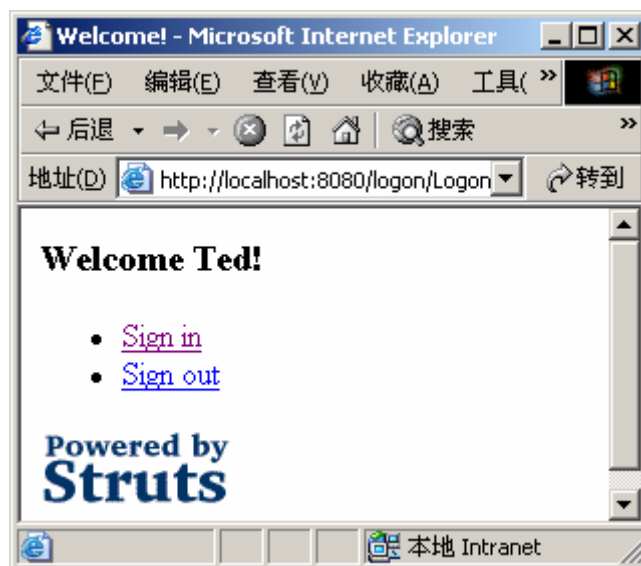 Welcome! - Microsoft Internet Explorer
文件(F) 编辑(E) 查看(V) 收藏(A) 工具( »
后退 搜索 »
地址(D) http://localhost:8080/logon/Logon 转到
Welcome Ted!
• Sign in
• Sign out
Powered by
Struts
本地 Intranet